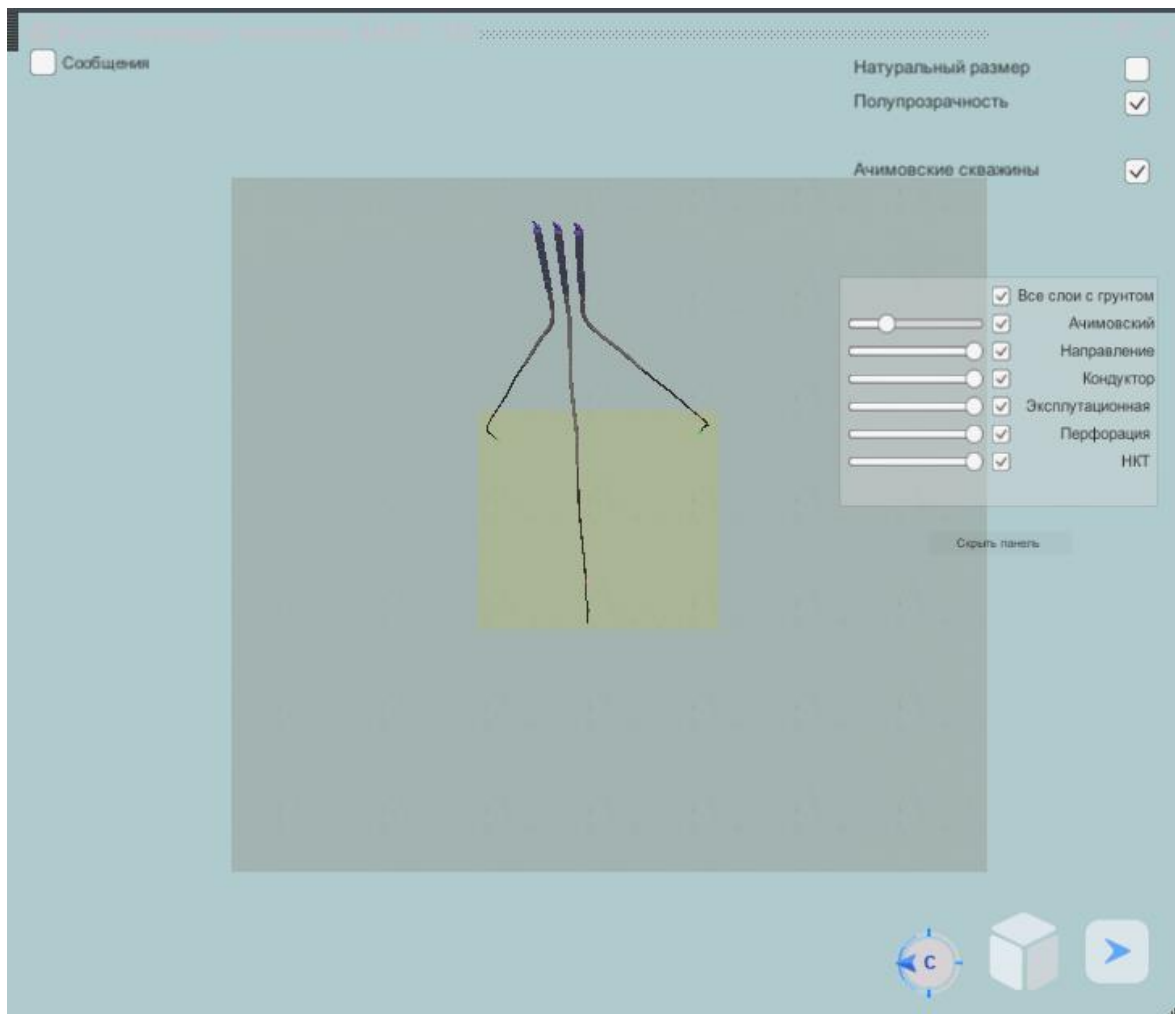 Сообщения
Натуральный размер
Полупрозрачность
Ачимовские скважины
Все слои с грунтом
Ачимовский
Направление
Кондуктор
Эксплутационная
Перфорация
НКТ
Скрыть панель
С